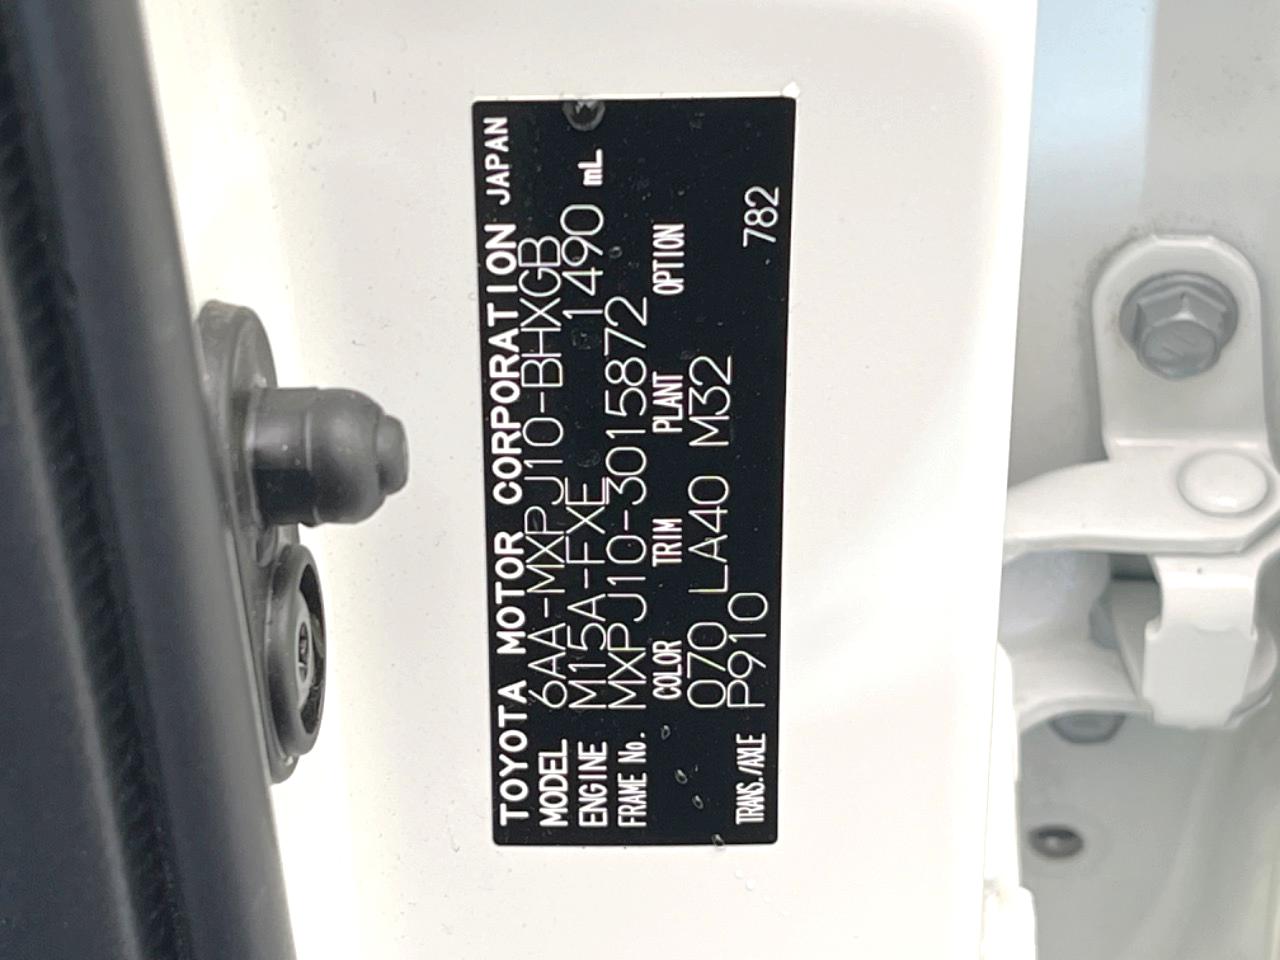 TOYOTA MOTOR CORPORATION JAPAN
MODEL 6AA-MXPJ10-BHXGB
ENGINE M15A-FXE 1490 mL
FRAME No. MXPJ10-3015872
COLOR TRIM PLANT OPTION
070 LA40 M32
TRANS./AXLE P910 782